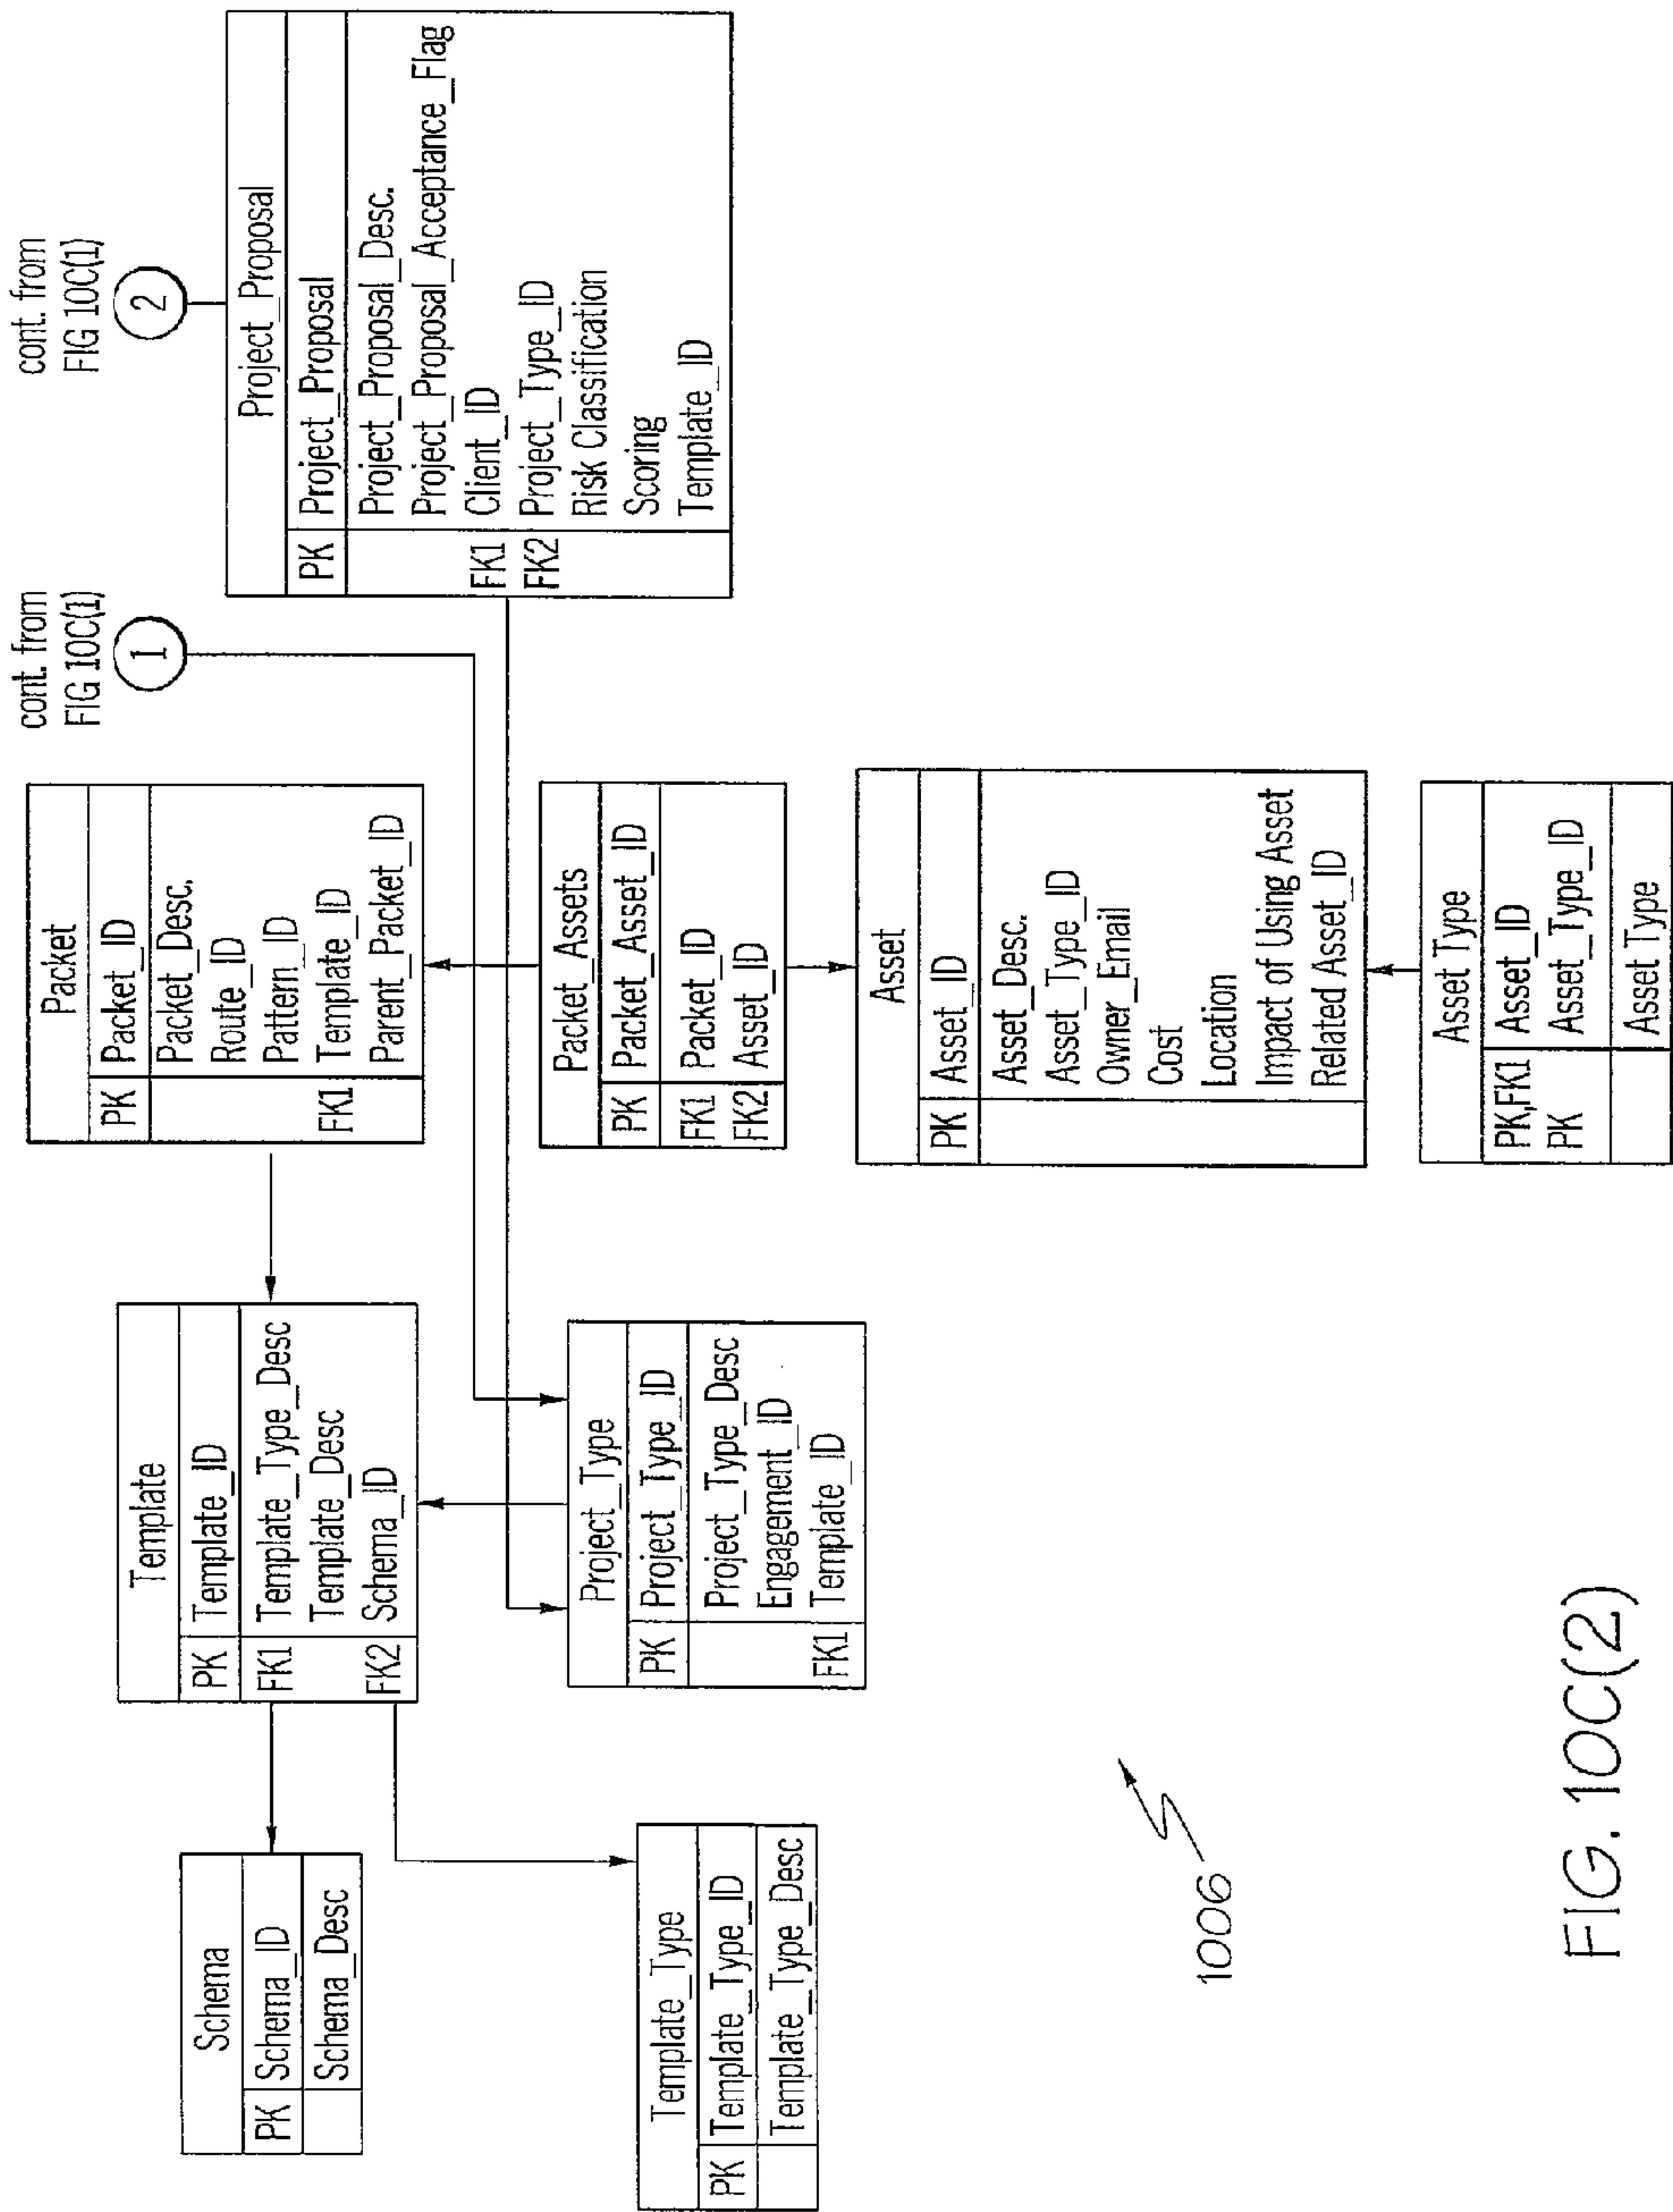 cont. from
FIG 10C(1)
1
cont. from
FIG 10C(1)
2
Schema
PK Schema_ID
Schema_Desc
Template
PK Template_ID
FK1 Template_Type_Desc
Template_Desc
FK2 Schema_ID
Packet
PK Packet_ID
Packet_Desc.
Route_ID
Pattern_ID
FK1 Template_ID
Parent_Packet_ID
Project_Proposal
PK Project_Proposal
Project_Proposal_Desc.
Project_Proposal_Acceptance_Flag
FK1 Client_ID
FK2 Project_Type_ID
Risk Classification
Scoring
Template_ID
Template_Type
PK Template_Type_ID
Template_Type_Desc
Project_Type
PK Project_Type_ID
Project_Type_Desc
Engagement_ID
FK1 Template_ID
Packet_Assets
PK Packet_Asset_ID
FK1 Packet_ID
FK2 Asset_ID
Asset
PK Asset_ID
Asset_Desc.
Asset_Type_ID
Owner_Email
Cost
Location
Impact of Using Asset
Related Asset_ID
Asset Type
PK,FK1 Asset_ID
PK Asset_Type_ID
Asset Type
1006
FIG. 10C(2)